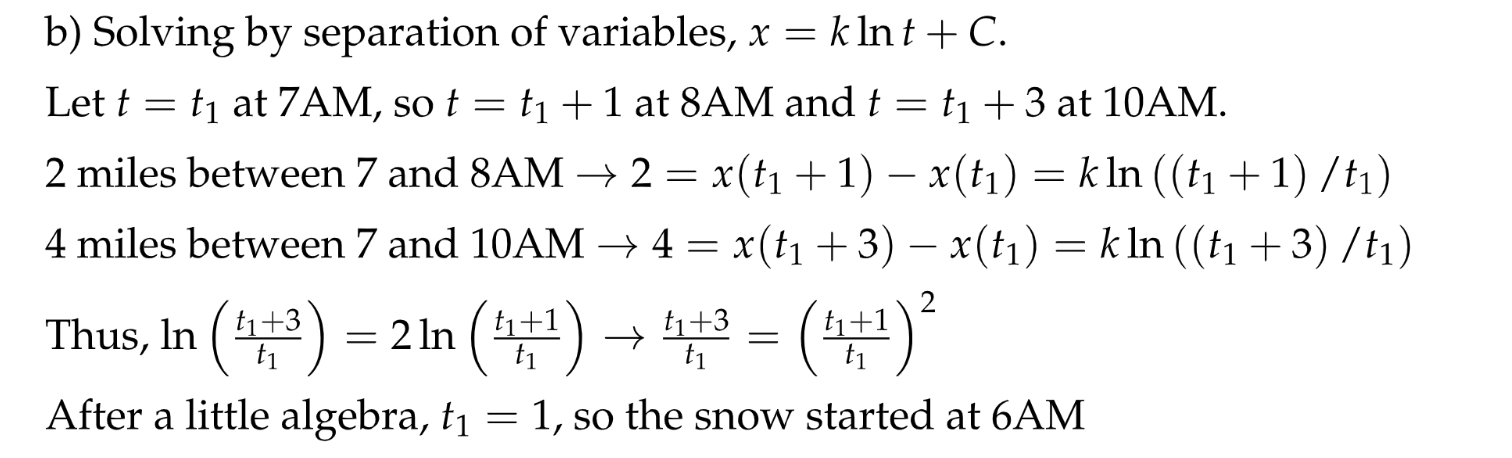 b) Solving by separation of variables, x = k ln t + C.
Let t = t₁ at 7AM, so t = t₁ + 1 at 8AM and t = t₁ + 3 at 10AM.
2 miles between 7 and 8AM → 2 = x(t₁ + 1) − x(t₁) = k ln ((t₁ + 1) /t₁)
4 miles between 7 and 10AM → 4 = x(t₁ + 3) − x(t₁) = k ln ((t₁ + 3) /t₁)
Thus, ln ((t₁+3)/t₁) = 2 ln ((t₁+1)/t₁) → (t₁+3)/t₁ = ((t₁+1)/t₁)²
After a little algebra, t₁ = 1, so the snow started at 6AM